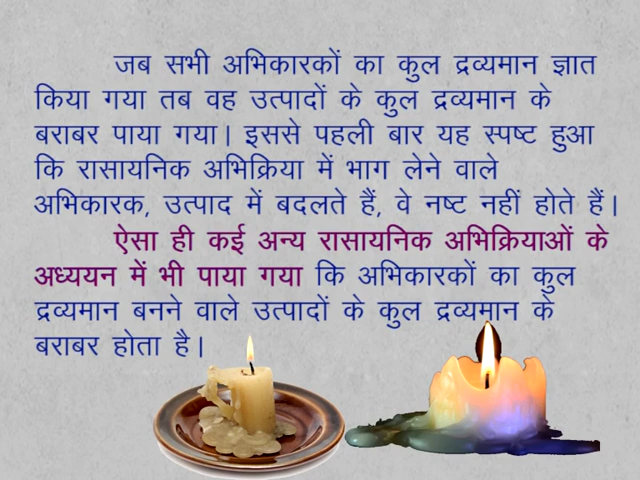 जब सभी अभिकारकों का कुल द्रव्यमान ज्ञात
किया गया तब वह उत्पादों के कुल द्रव्यमान के
बराबर पाया गया। इससे पहली बार यह स्पष्ट हुआ
कि रासायनिक अभिक्रिया में भाग लेने वाले
अभिकारक, उत्पाद में बदलते हैं, वे नष्ट नहीं होते हैं।
ऐसा ही कई अन्य रासायनिक अभिक्रियाओं के
अध्ययन में भी पाया गया कि अभिकारकों का कुल
द्रव्यमान बनने वाले उत्पादों के कुल द्रव्यमान के
बराबर होता है।